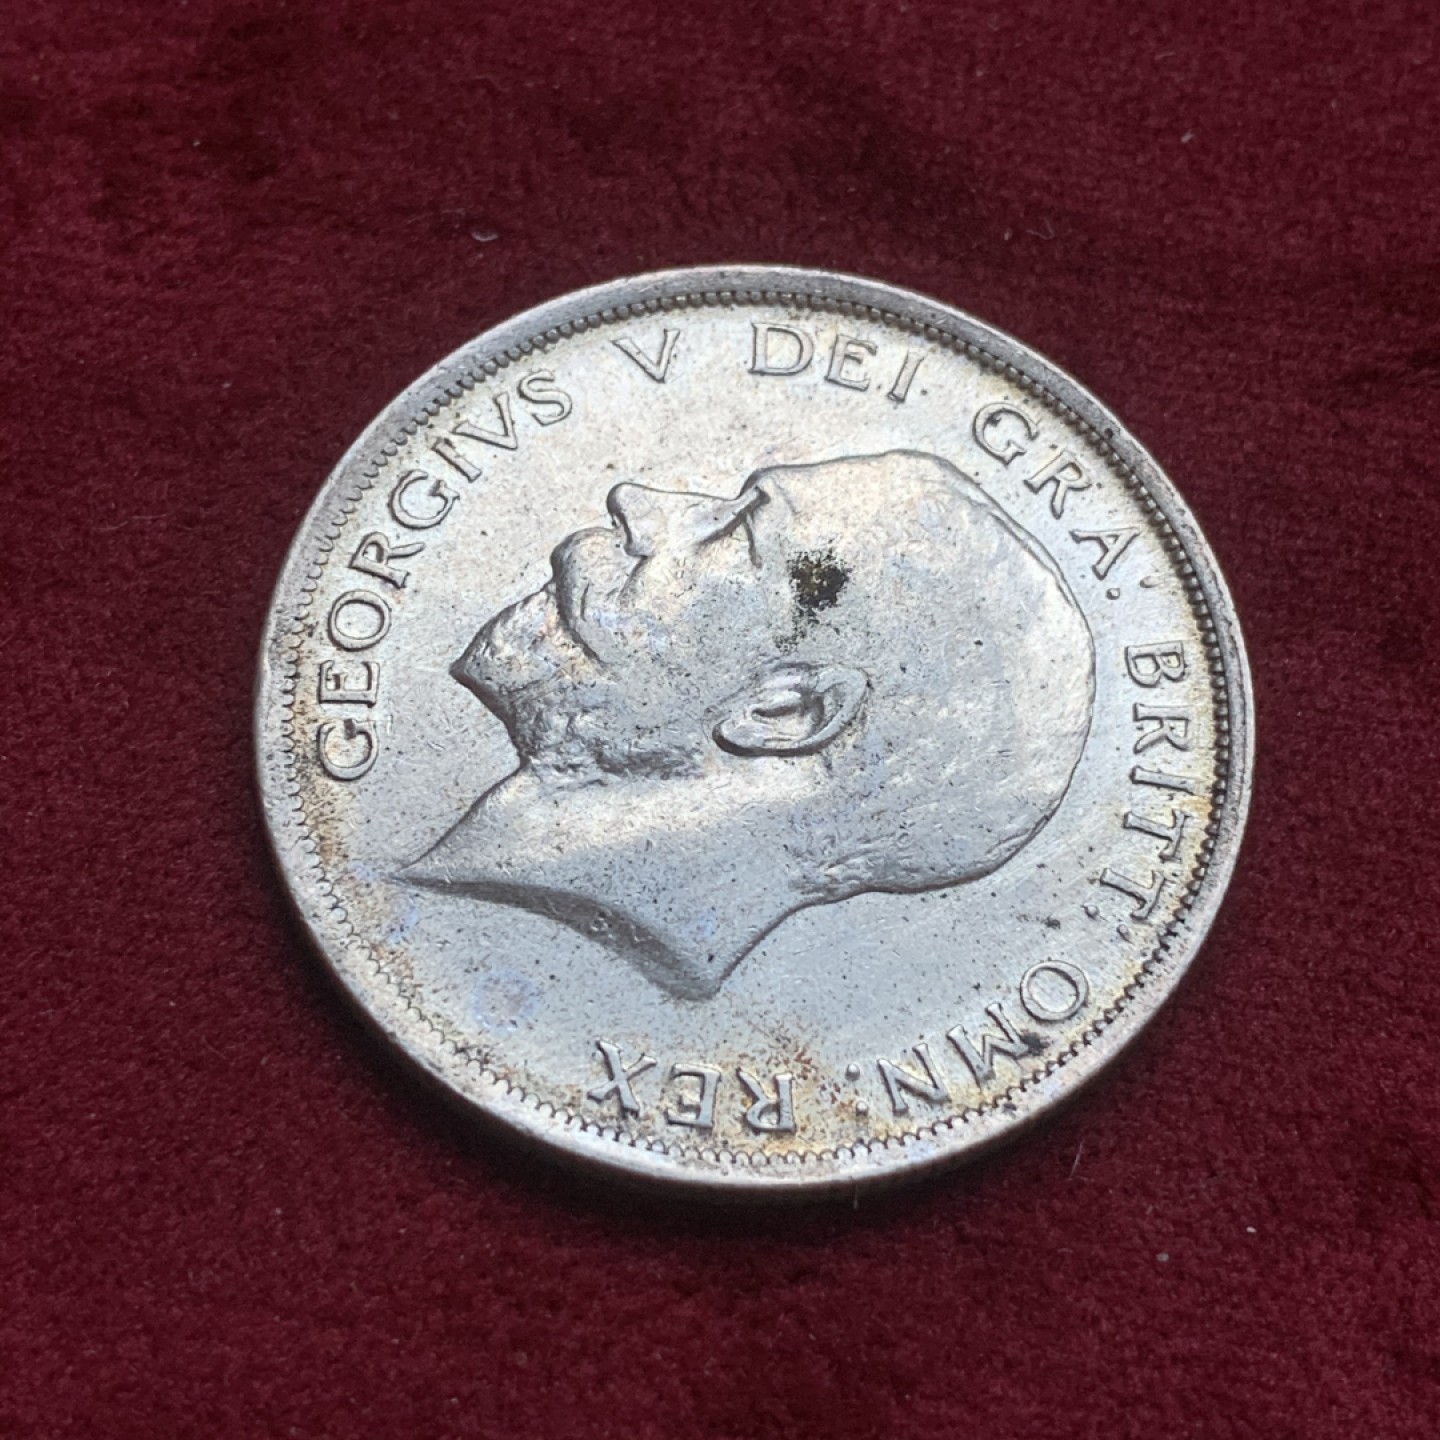 GEORGIVS V DEI GRA: BRITT: OMN: REX